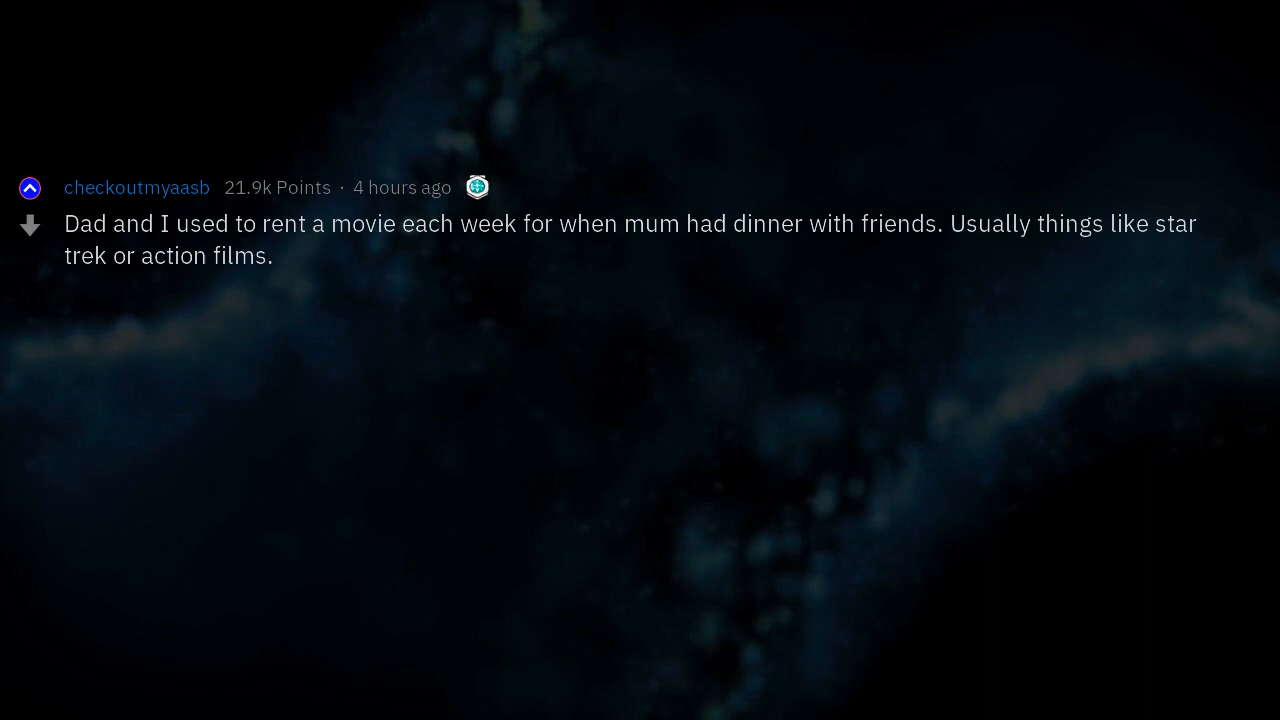 checkoutmyaasb 21.9k Points · 4 hours ago
Dad and I used to rent a movie each week for when mum had dinner with friends. Usually things like star
trek or action films.